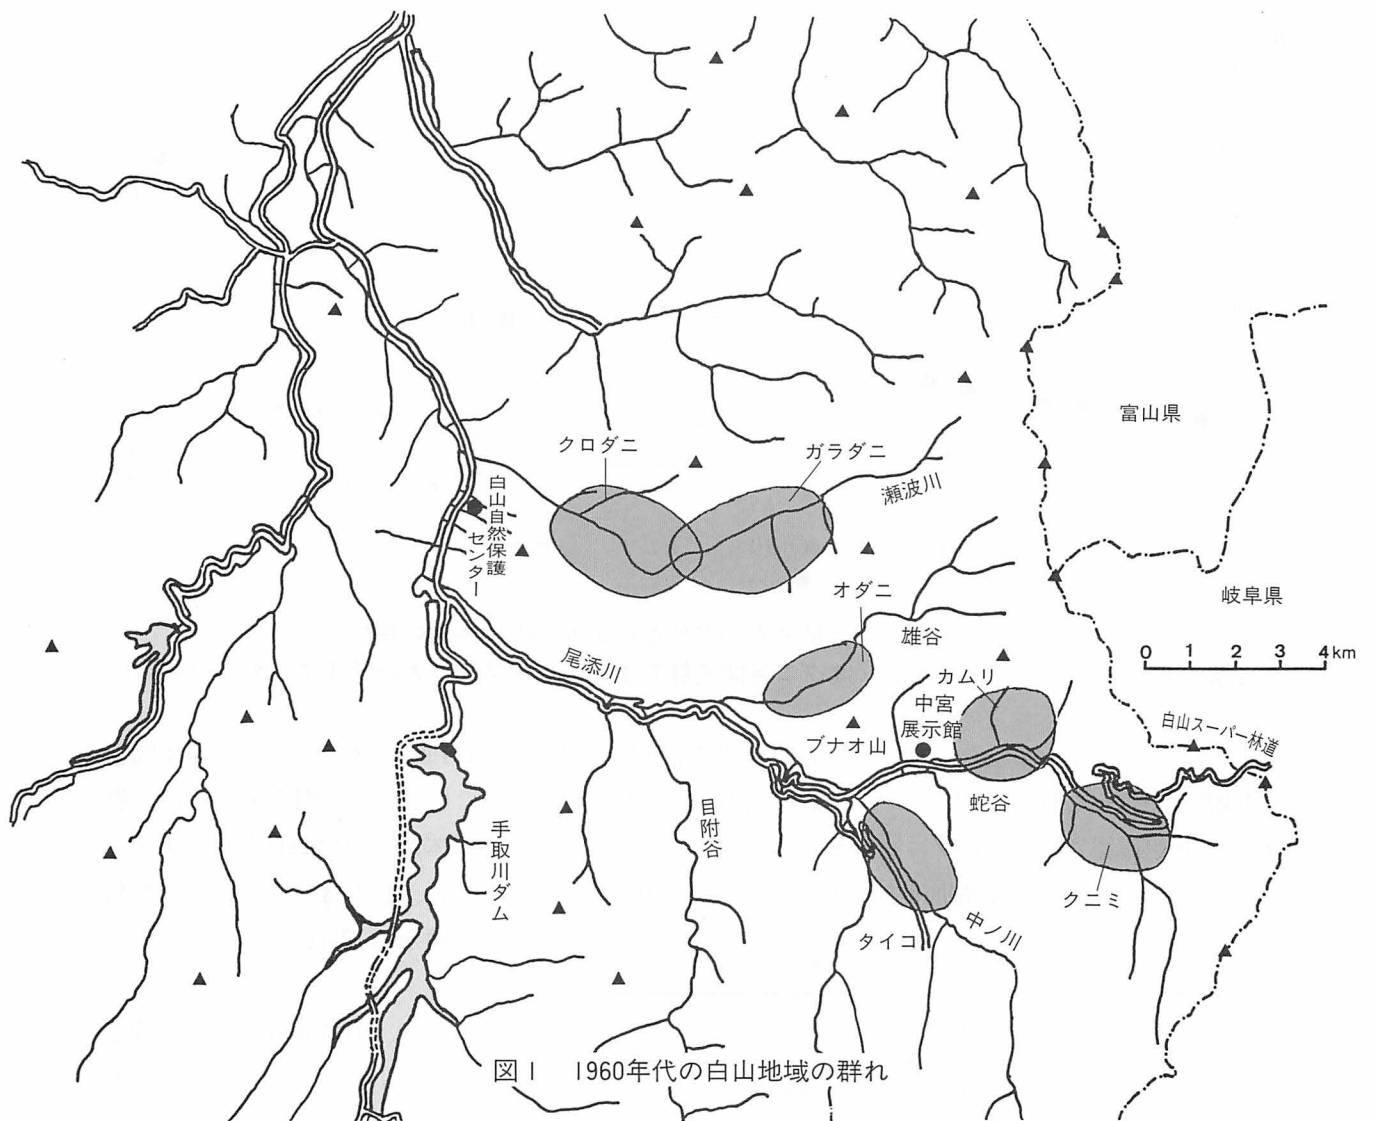 富山県
クロダニ
ガラダニ
瀬波川
白山自然保護
センター
岐阜県
オダニ
雄谷
尾添川
0 1 2 3 4km
カムリ
中宮
展示館
ブナオ山
白山スーパー林道
蛇谷
目附谷
手取川ダム
クニミ
タイコ
中ノ川
図1 1960年代の白山地域の群れ